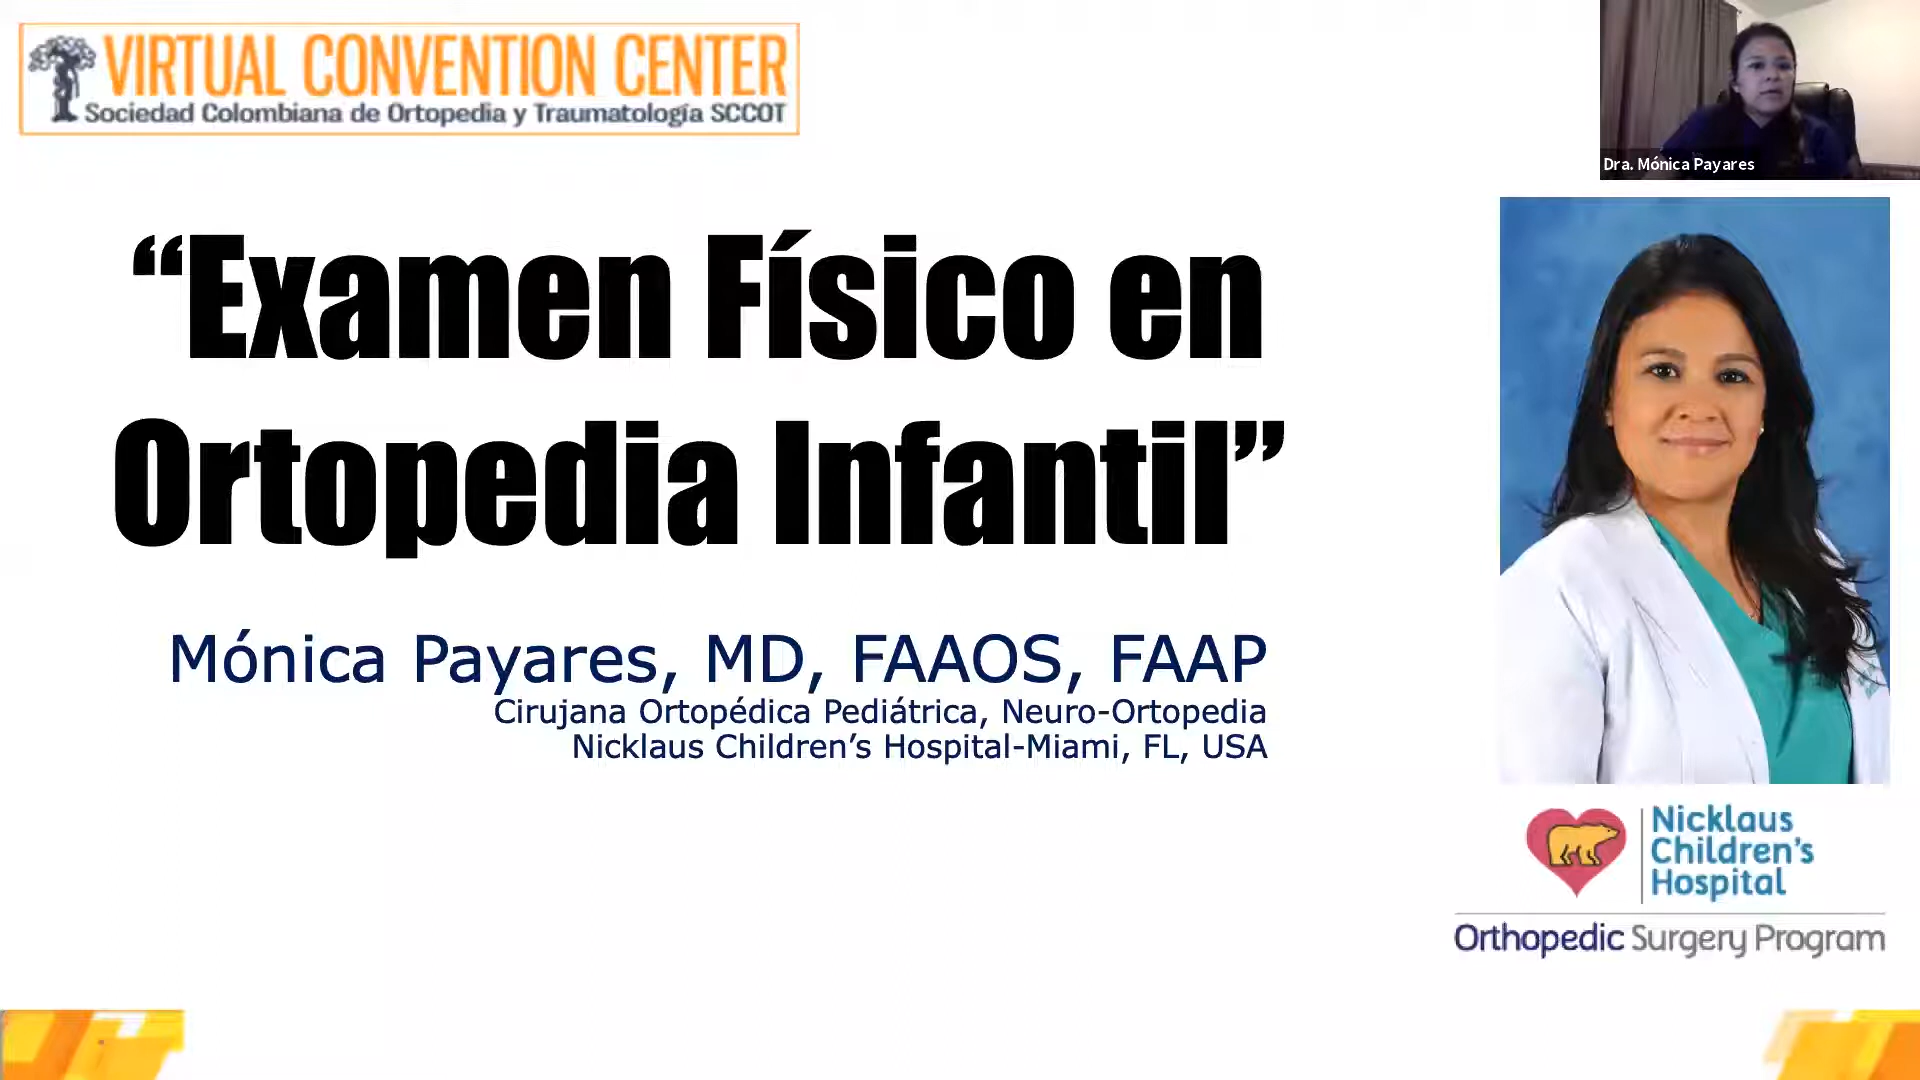 VIRTUAL CONVENTION CENTER
Sociedad Colombiana de Ortopedia y Traumatología SCCOT
Dra. Mónica Payares
“Examen Físico en
Ortopedia Infantil”
Mónica Payares, MD, FAAOS, FAAP
Cirujana Ortopédica Pediátrica, Neuro-Ortopedia
Nicklaus Children’s Hospital-Miami, FL, USA
Nicklaus
Children’s
Hospital
Orthopedic Surgery Program